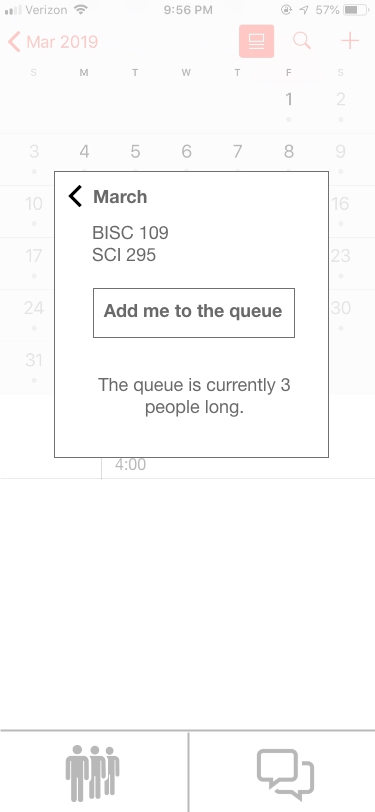 Verizon 9:56 PM 57%
Mar 2019
S M T W T F S
1 2
3 4 5 6 7 8 9
10 16
17 23
24 30
31
March
BISC 109
SCI 295
Add me to the queue
The queue is currently 3
people long.
4:00